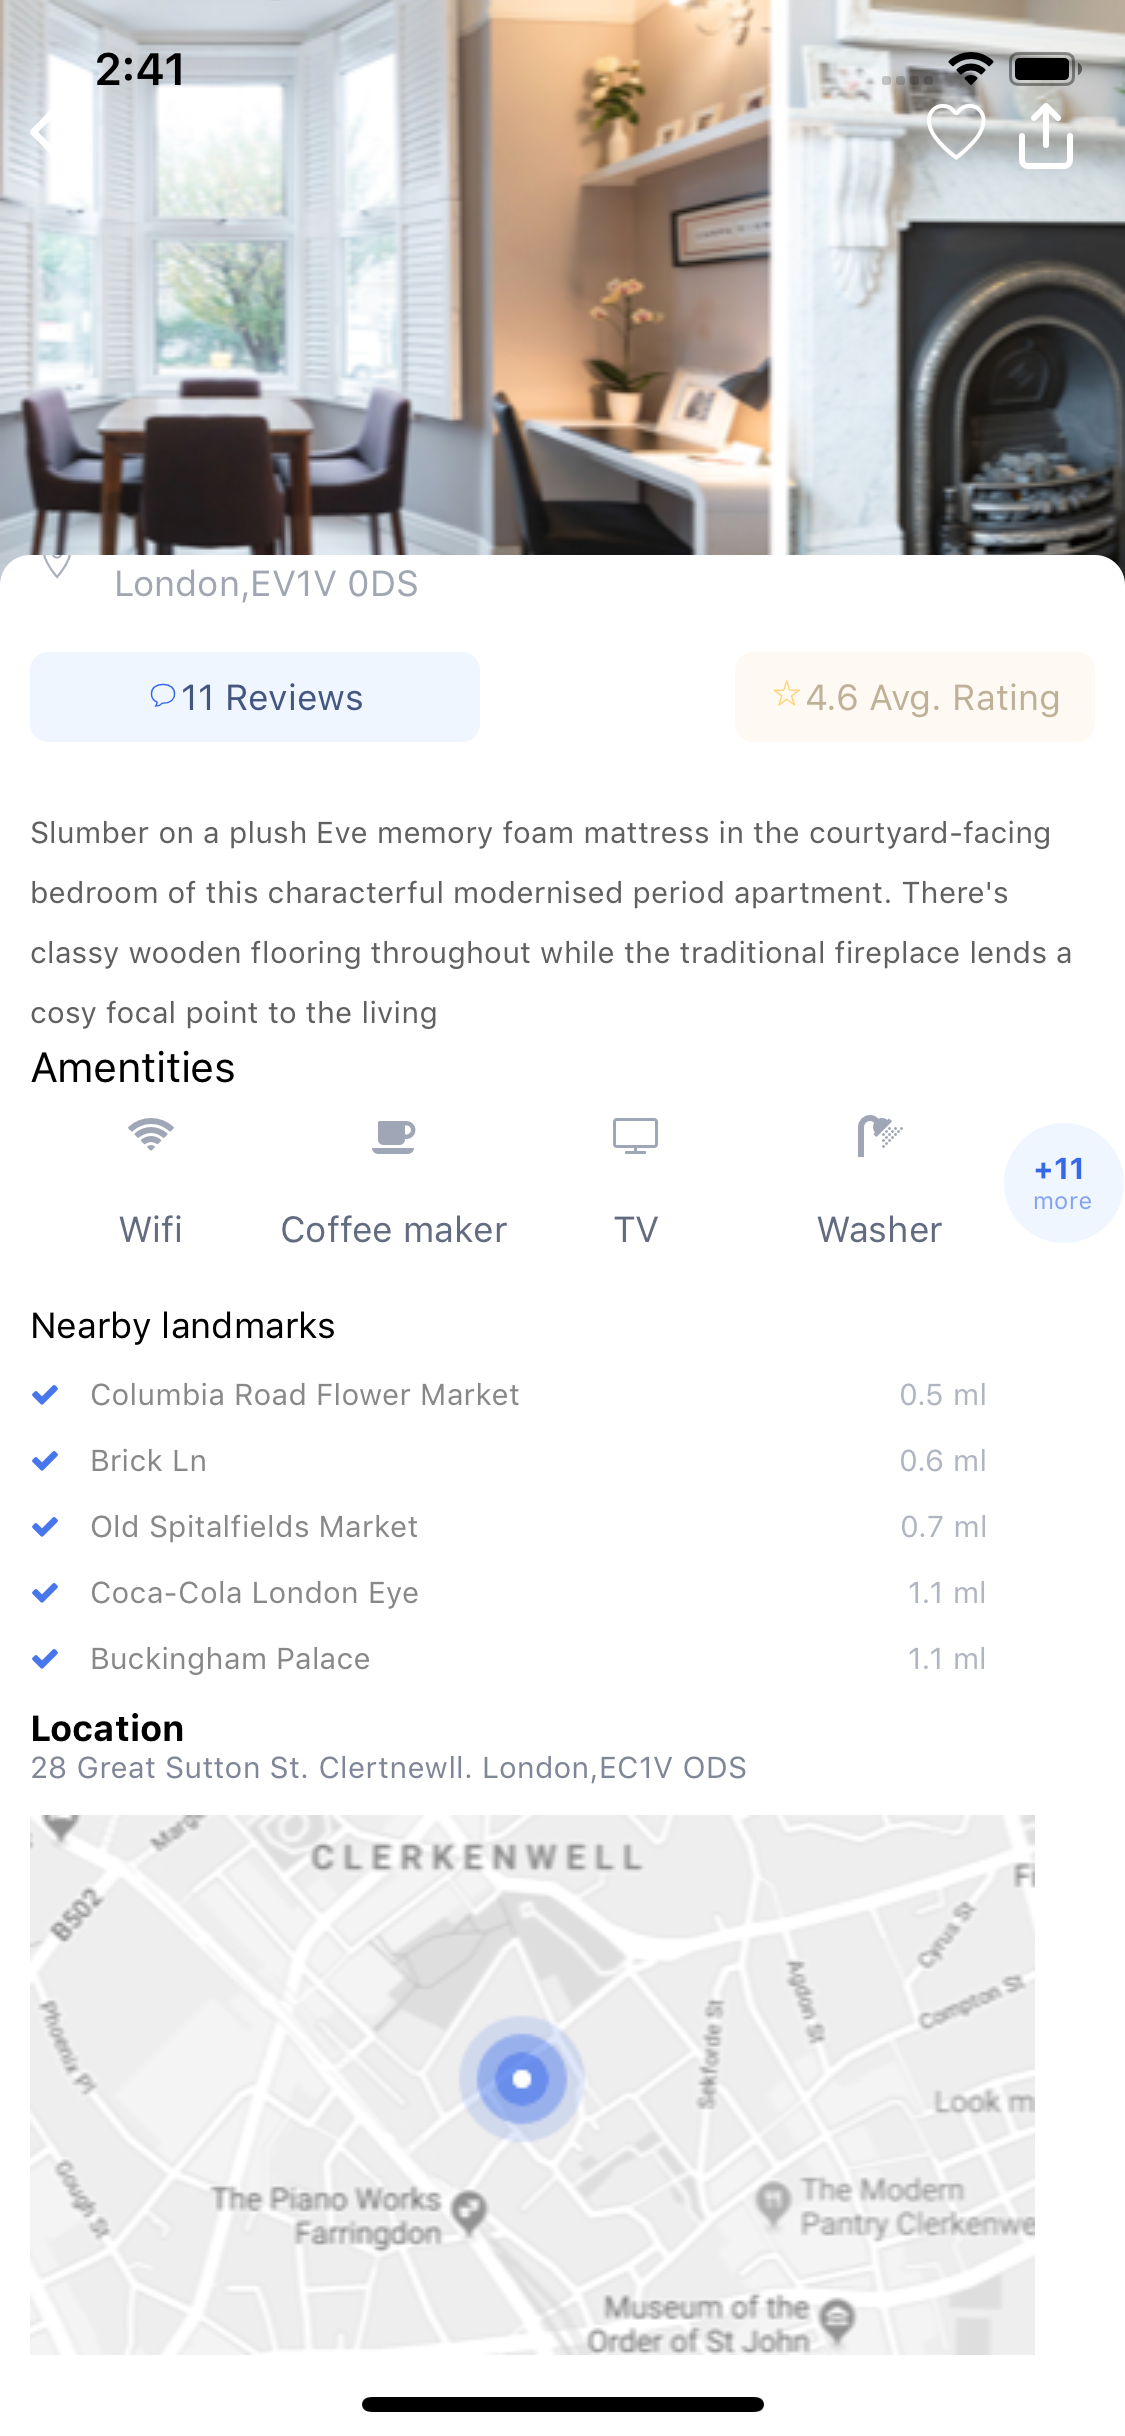 2:41
London,EV1V 0DS
11 Reviews
4.6 Avg. Rating
Slumber on a plush Eve memory foam mattress in the courtyard-facing
bedroom of this characterful modernised period apartment. There's
classy wooden flooring throughout while the traditional fireplace lends a
cosy focal point to the living
Amentities
+11
more
Wifi
Coffee maker
TV
Washer
Nearby landmarks
Columbia Road Flower Market
0.5 ml
Brick Ln
0.6 ml
Old Spitalfields Market
0.7 ml
Coca-Cola London Eye
1.1 ml
Buckingham Palace
1.1 ml
Location
28 Great Sutton St. Clertnewll. London,EC1V ODS
CLERKENWELL
B502
Cyrus St
Agdon St
Compton St
Phoenix Pl
Sekforde St
Look
Gough St
The Piano Works
Farringdon
The Modern
Pantry Clerkenwe
Museum of the
Order of St John